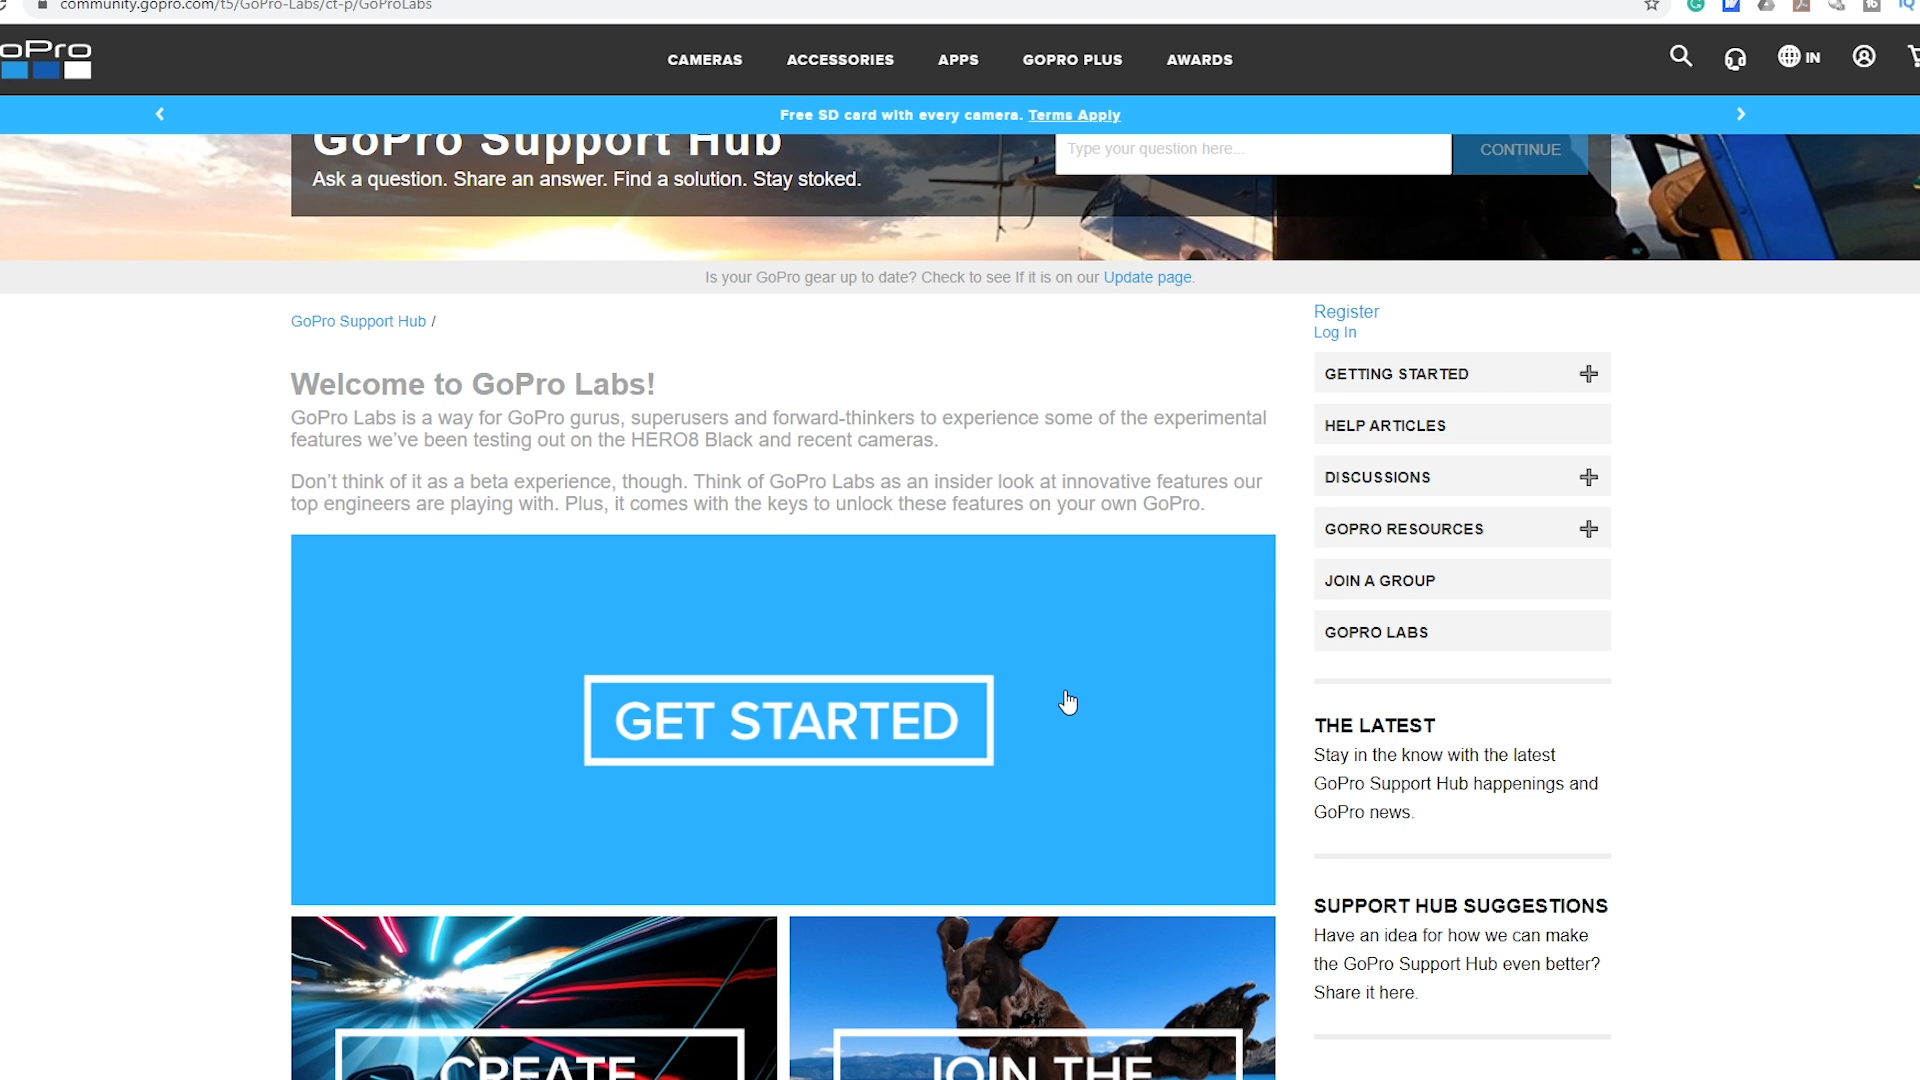 community.gopro.com/t5/GoPro-Labs/ct-p/GoProLabs
oPro
CAMERAS
ACCESSORIES
APPS
GOPRO PLUS
AWARDS
IN
Free SD card with every camera. Terms Apply
GoPro Support Hub
Ask a question. Share an answer. Find a solution. Stay stoked.
Type your question here...
CONTINUE
Is your GoPro gear up to date? Check to see If it is on our Update page.
GoPro Support Hub /
Welcome to GoPro Labs!
GoPro Labs is a way for GoPro gurus, superusers and forward-thinkers to experience some of the experimental
features we've been testing out on the HERO8 Black and recent cameras.
Don't think of it as a beta experience, though. Think of GoPro Labs as an insider look at innovative features our
top engineers are playing with. Plus, it comes with the keys to unlock these features on your own GoPro.
GET STARTED
CREATE
JOIN THE
Register
Log In
GETTING STARTED
HELP ARTICLES
DISCUSSIONS
GOPRO RESOURCES
JOIN A GROUP
GOPRO LABS
THE LATEST
Stay in the know with the latest
GoPro Support Hub happenings and
GoPro news.
SUPPORT HUB SUGGESTIONS
Have an idea for how we can make
the GoPro Support Hub even better?
Share it here.